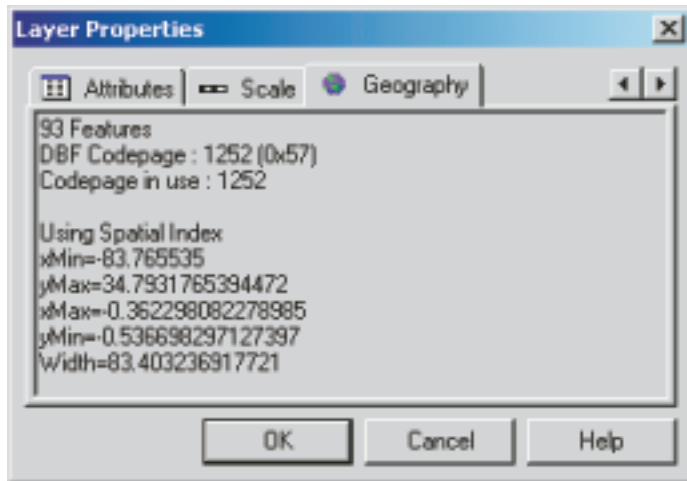 Layer Properties
Attributes Scale Geography
93 Features
DBF Codepage : 1252 (0x57)
Codepage in use : 1252
Using Spatial Index
xMin=-83.765535
yMax=34.7931765394472
xMax=-0.362298082278985
yMin=-0.536698297127397
Width=83.403236917721
OK Cancel Help